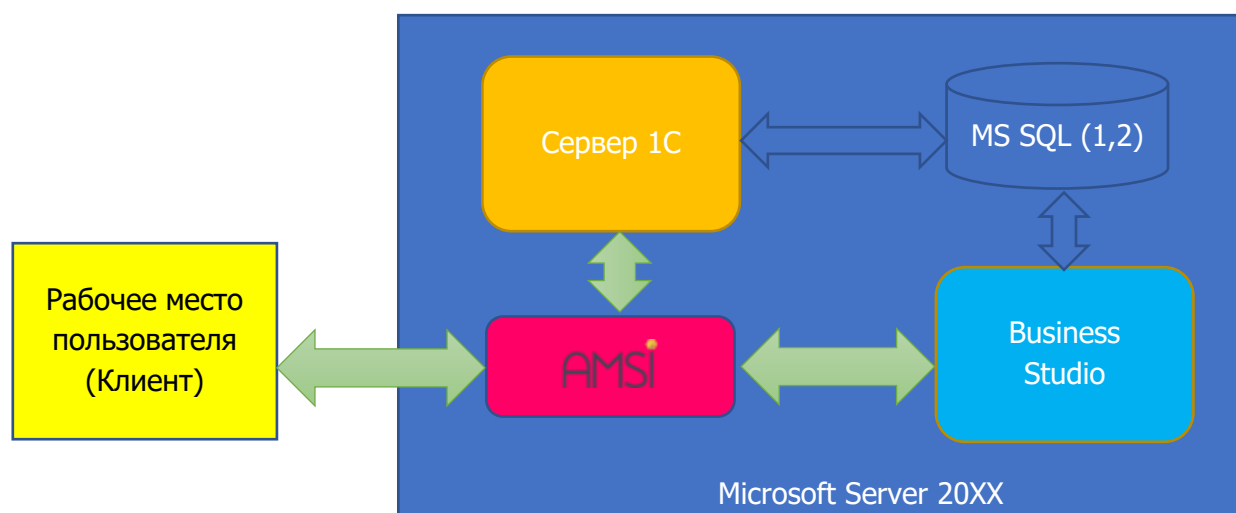 Сервер 1С
MS SQL (1,2)
Рабочее место
пользователя
(Клиент)
AMSi
Business
Studio
Microsoft Server 20XX